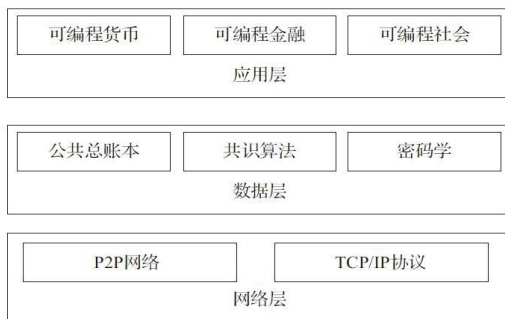 可编程货币 可编程金融 可编程社会
应用层
公共总账本 共识算法 密码学
数据层
P2P网络 TCP/IP协议
网络层